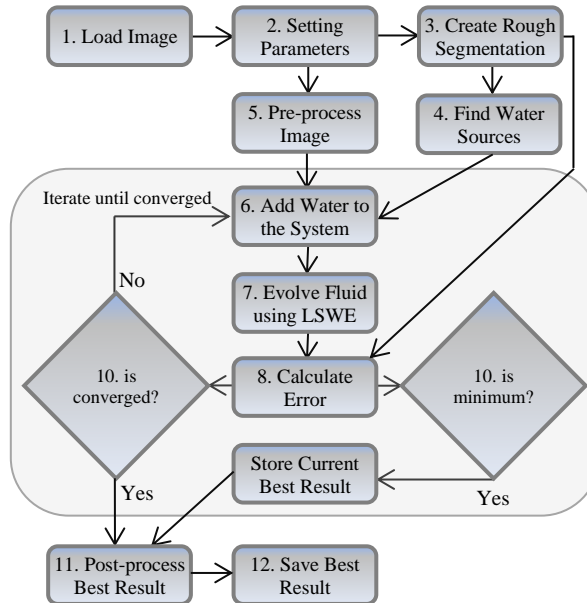 1. Load Image
2. Setting
Parameters
3. Create Rough
Segmentation
5. Pre-process
Image
4. Find Water
Sources
Iterate until converged
6. Add Water to
the System
No
7. Evolve Fluid
using LSWE
10. is
converged?
8. Calculate
Error
10. is
minimum?
Store Current
Best Result
Yes
Yes
11. Post-process
Best Result
12. Save Best
Result